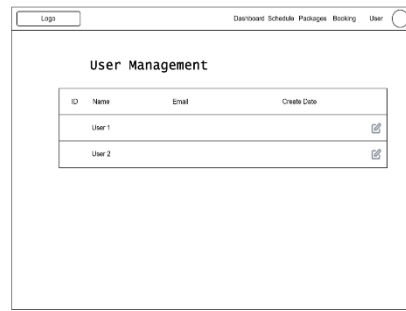 Logo Dashboard Schedule Packages Booking User
User Management
ID Name Email Create Date
User 1
User 2